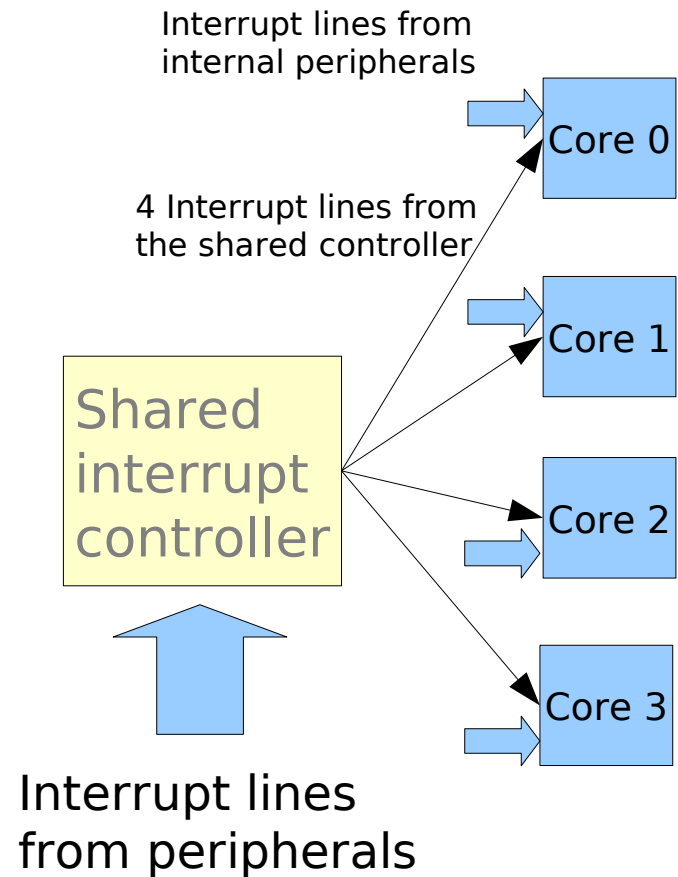 Interrupt lines from
internal peripherals
Core 0
4 Interrupt lines from
the shared controller
Core 1
Shared
interrupt
controller
Core 2
Core 3
Interrupt lines
from peripherals